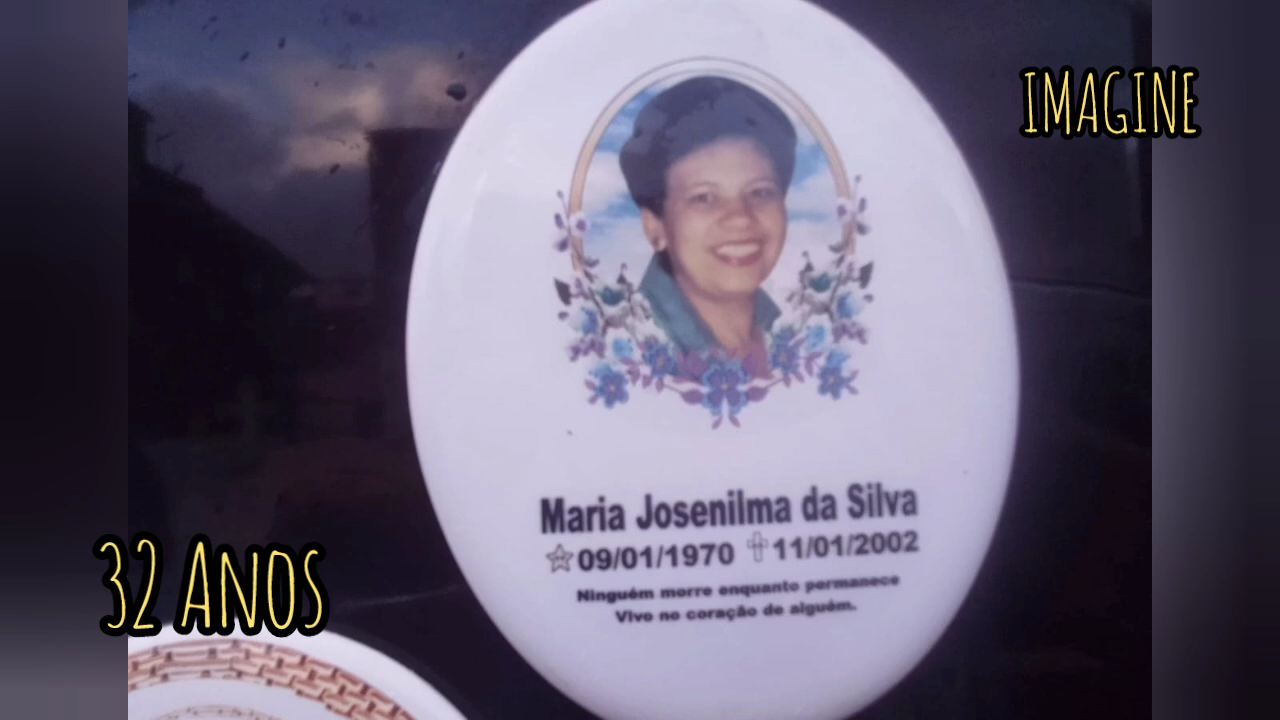 IMAGINE
Maria Josenilma da Silva
09/01/1970 11/01/2002
Ninguém morre enquanto permanece
Vivo no coração de alguém.
32 Anos